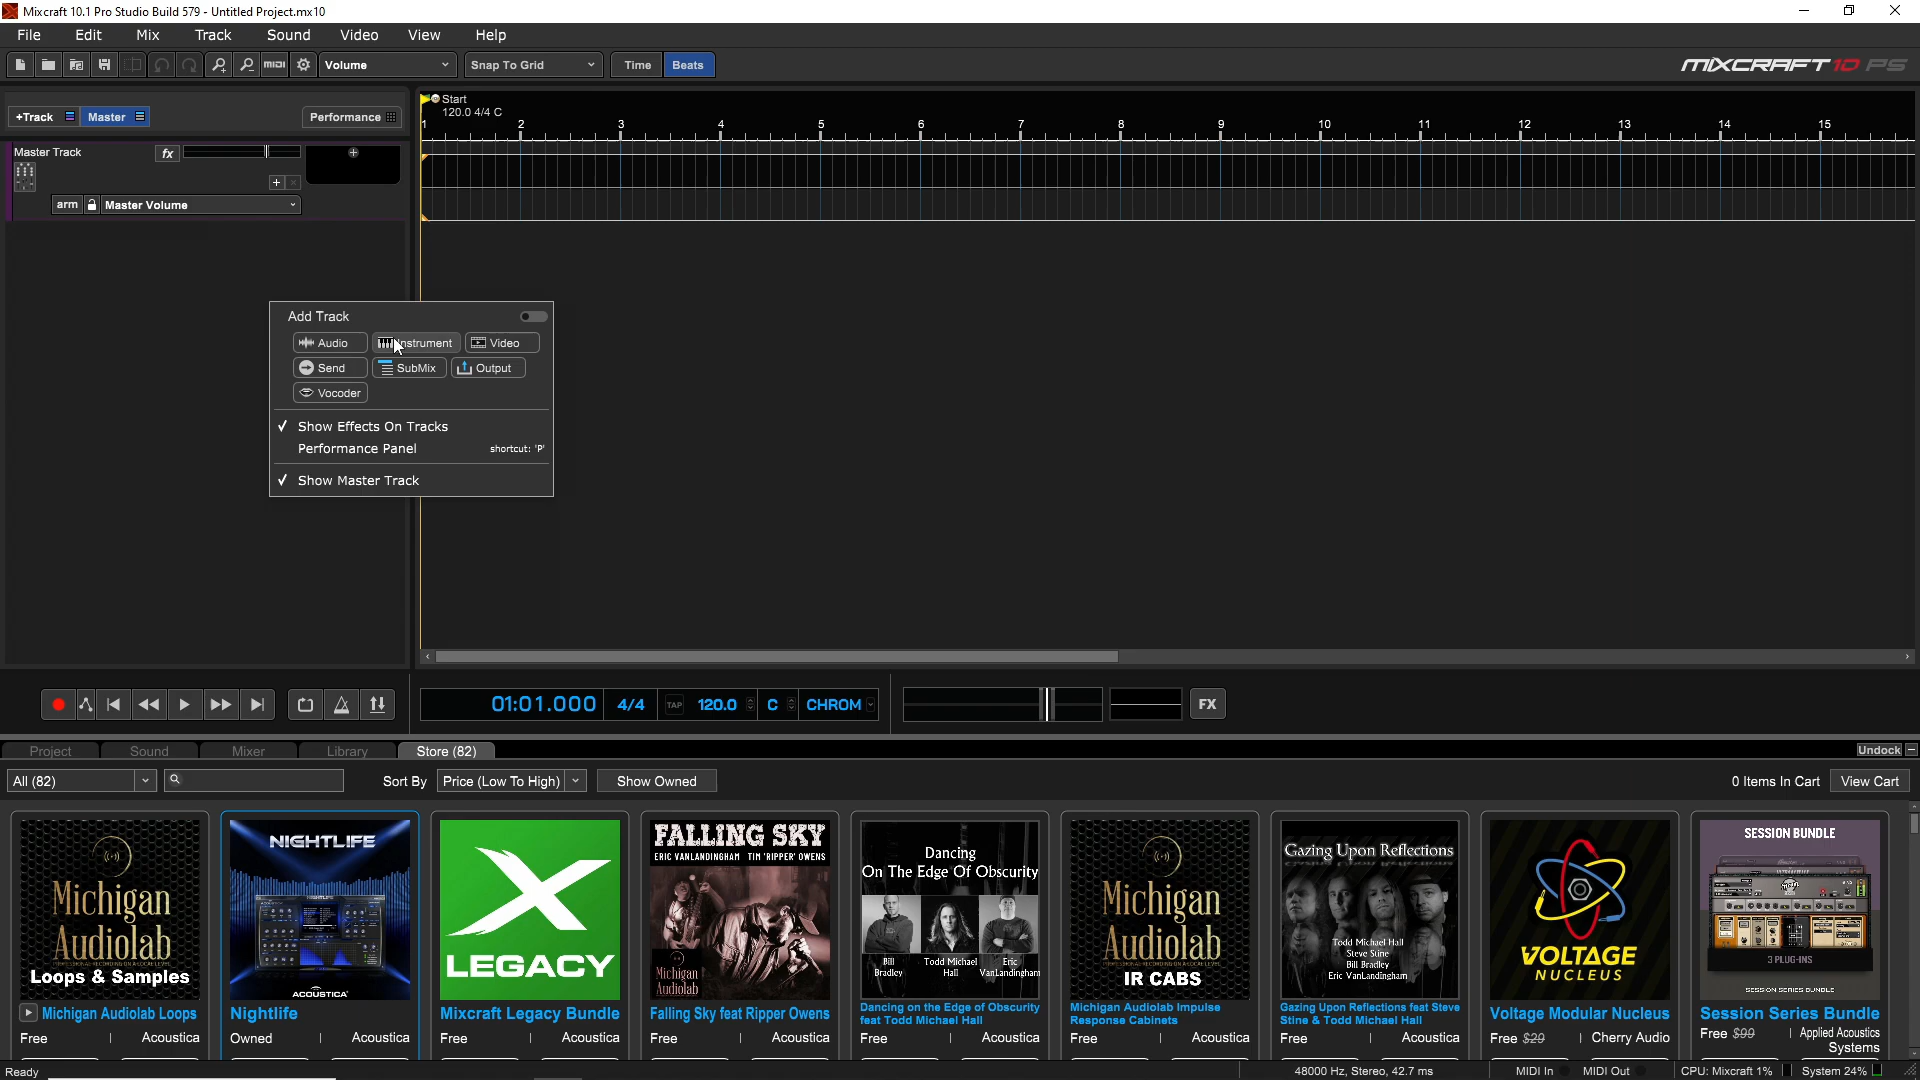 Mixcraft 10.1 Pro Studio Build 579 - Untitled Project.mx10
File Edit Mix Track Sound Video View Help
MIDI Volume Snap To Grid Time Beats MIXCRAFT 10 PS
+Track Master Performance
Start
120.0 4/4 C
1 2 3 4 5 6 7 8 9 10 11 12 13 14 15
Master Track fx
arm Master Volume
Add Track
Audio Instrument Video
Send SubMix Output
Vocoder
Show Effects On Tracks
Performance Panel shortcut: 'P'
Show Master Track
01:01.000 4/4 TAP 120.0 C CHROM FX
Project Sound Mixer Library Store (82) Undock
All (82) Sort By Price (Low To High) Show Owned 0 Items In Cart View Cart
Michigan
Audiolab
Loops & Samples
Michigan Audiolab Loops
Free | Acoustica
NIGHTLIFE
ACOUSTICA
Nightlife
Owned | Acoustica
LEGACY
Mixcraft Legacy Bundle
Free | Acoustica
FALLING SKY
ERIC VANLANDINGHAM TIM 'RIPPER' OWENS
Michigan
Audiolab
Falling Sky feat Ripper Owens
Free | Acoustica
Dancing
On The Edge Of Obscurity
Bill Bradley
Todd Michael Hall
Eric VanLandingham
Dancing on the Edge of Obscurity
feat Todd Michael Hall
Free | Acoustica
Michigan
Audiolab
IR CABS
Michigan Audiolab Impulse
Response Cabinets
Free | Acoustica
Gazing Upon Reflections
Todd Michael Hall
Steve Stine
Bill Bradley
Eric VanLandingham
Gazing Upon Reflections feat Steve
Stine & Todd Michael Hall
Free | Acoustica
VOLTAGE
NUCLEUS
Voltage Modular Nucleus
Free $29 | Cherry Audio
SESSION BUNDLE
3 PLUG-INS
SESSION SERIES BUNDLE
Session Series Bundle
Free $99 | Applied Acoustics
Systems
Ready 48000 Hz, Stereo, 42.7 ms MIDI In MIDI Out CPU: Mixcraft 1% System 24%